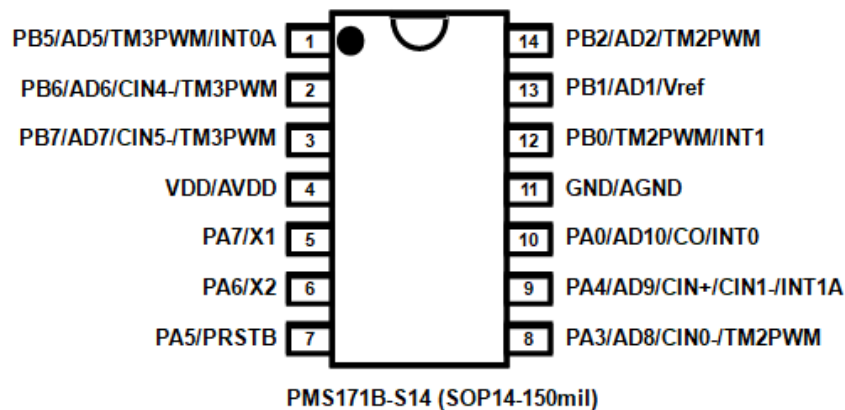 PB5/AD5/TM3PWM/INT0A 1 14 PB2/AD2/TM2PWM
PB6/AD6/CIN4-/TM3PWM 2 13 PB1/AD1/Vref
PB7/AD7/CIN5-/TM3PWM 3 12 PB0/TM2PWM/INT1
VDD/AVDD 4 11 GND/AGND
PA7/X1 5 10 PA0/AD10/CO/INT0
PA6/X2 6 9 PA4/AD9/CIN+/CIN1-/INT1A
PA5/PRSTB 7 8 PA3/AD8/CIN0-/TM2PWM
PMS171B-S14 (SOP14-150mil)